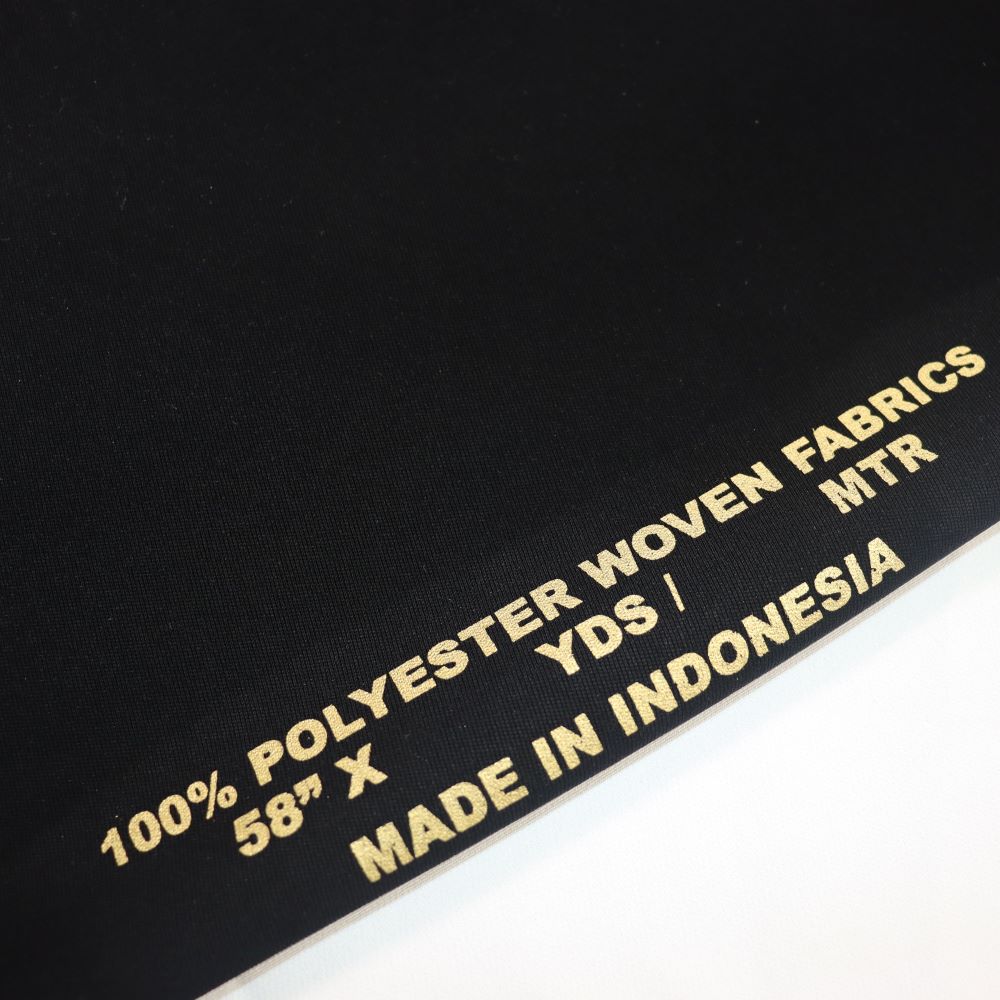 100% POLYESTER WOVEN FABRICS
58” X YDS / MTR
MADE IN INDONESIA